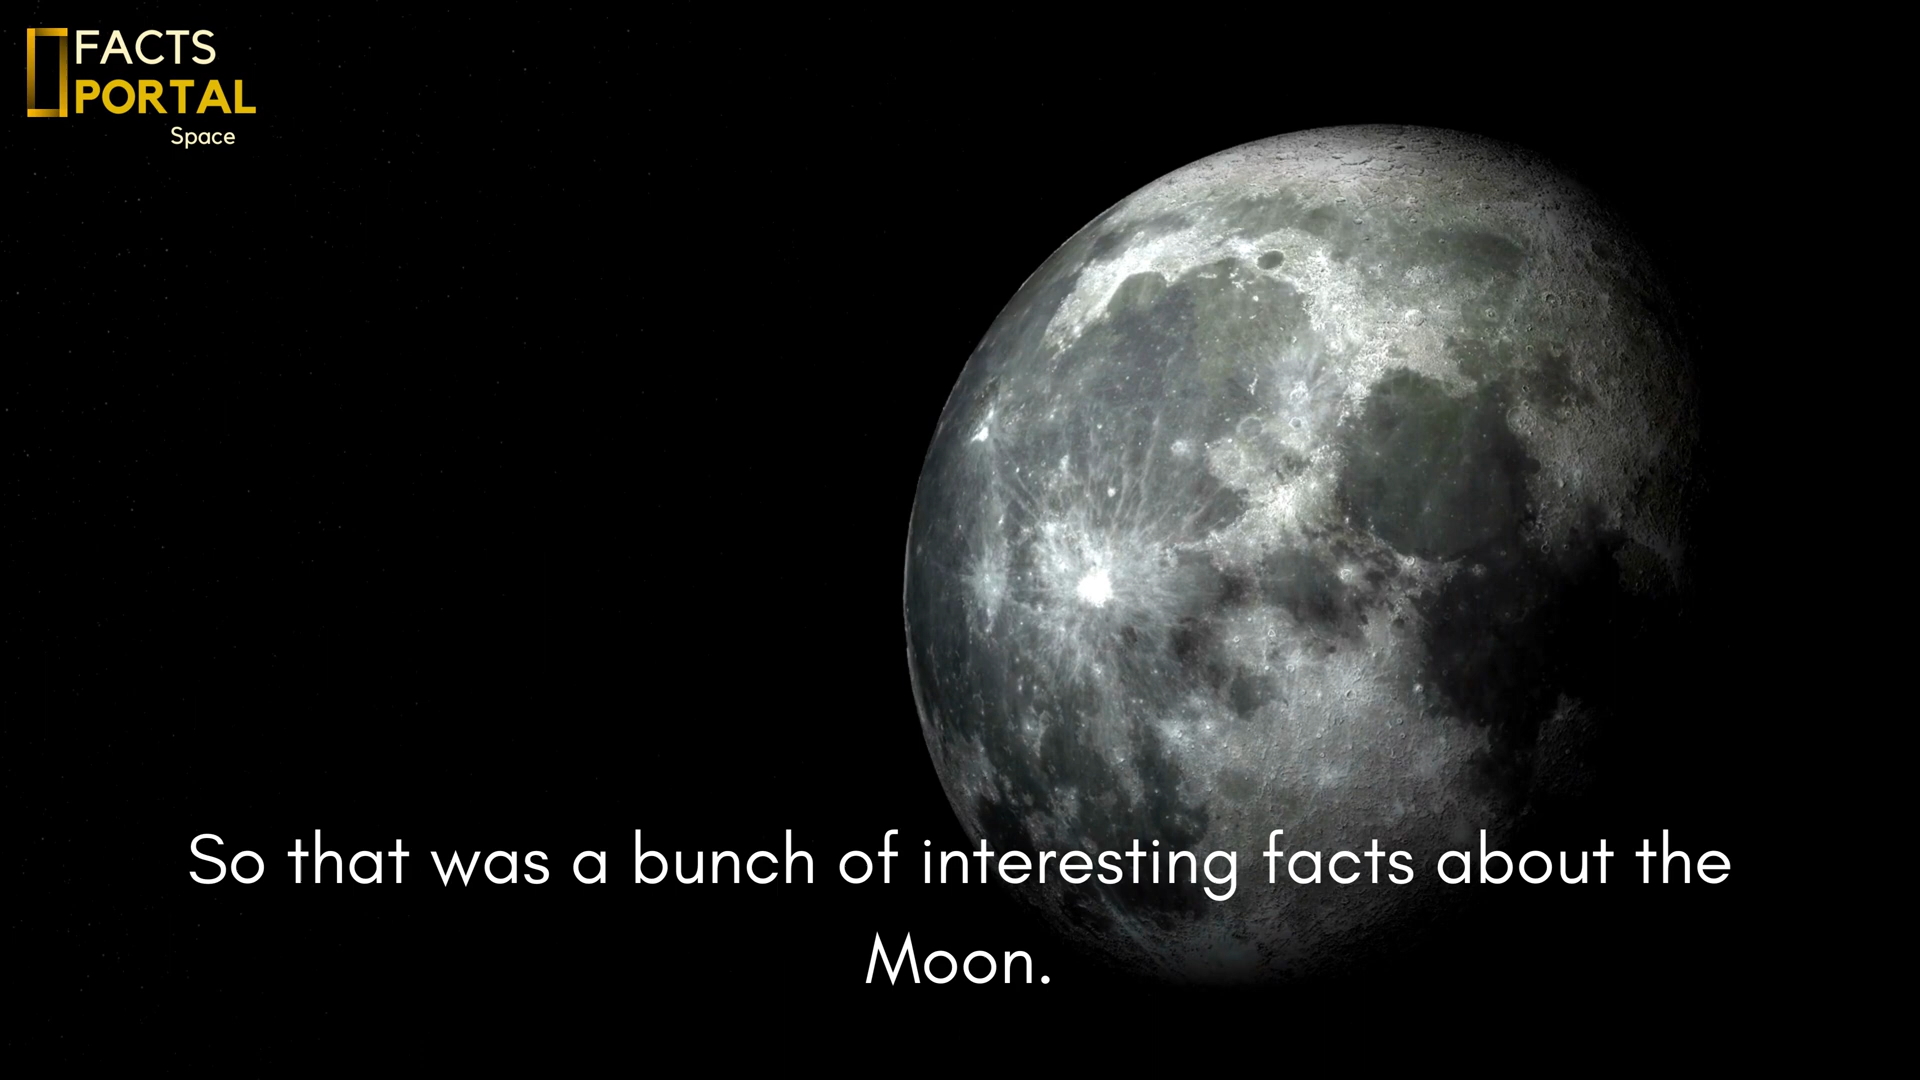 FACTS
PORTAL
Space
So that was a bunch of interesting facts about the
Moon.